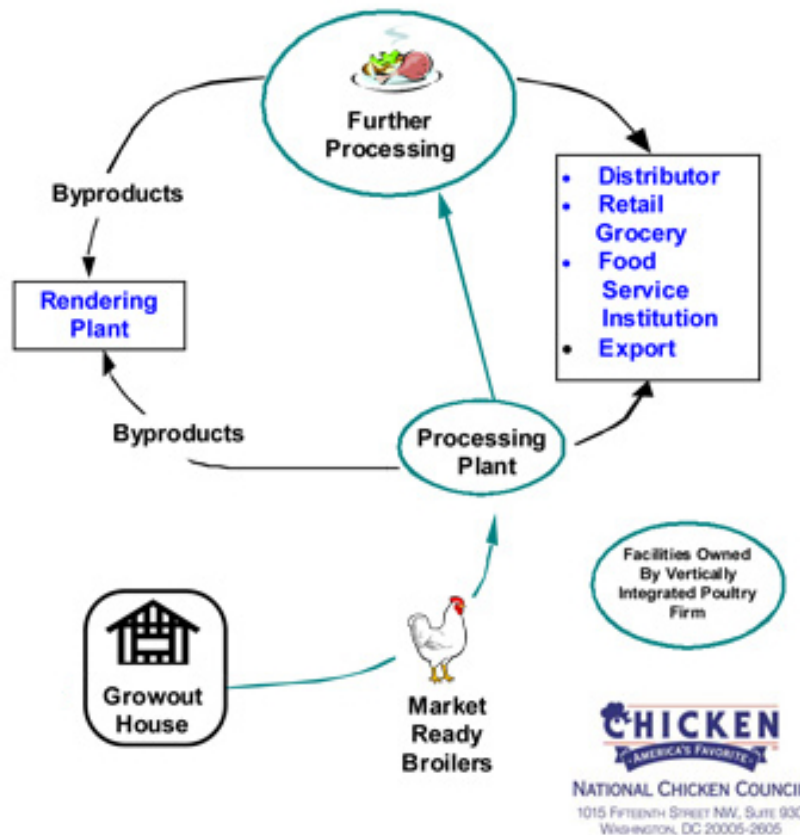 Further
Processing
Byproducts
• Distributor
• Retail
Grocery
• Food
Service
Institution
• Export
Rendering
Plant
Byproducts
Processing
Plant
Facilities Owned
By Vertically
Integrated Poultry
Firm
Growout
House
Market
Ready
Broilers
CHICKEN
AMERICA'S FAVORITE
NATIONAL CHICKEN COUNCI
1015 FIFTEENTH STREET NW, SUITE 930
WASHINGTON, DC 20005-2605